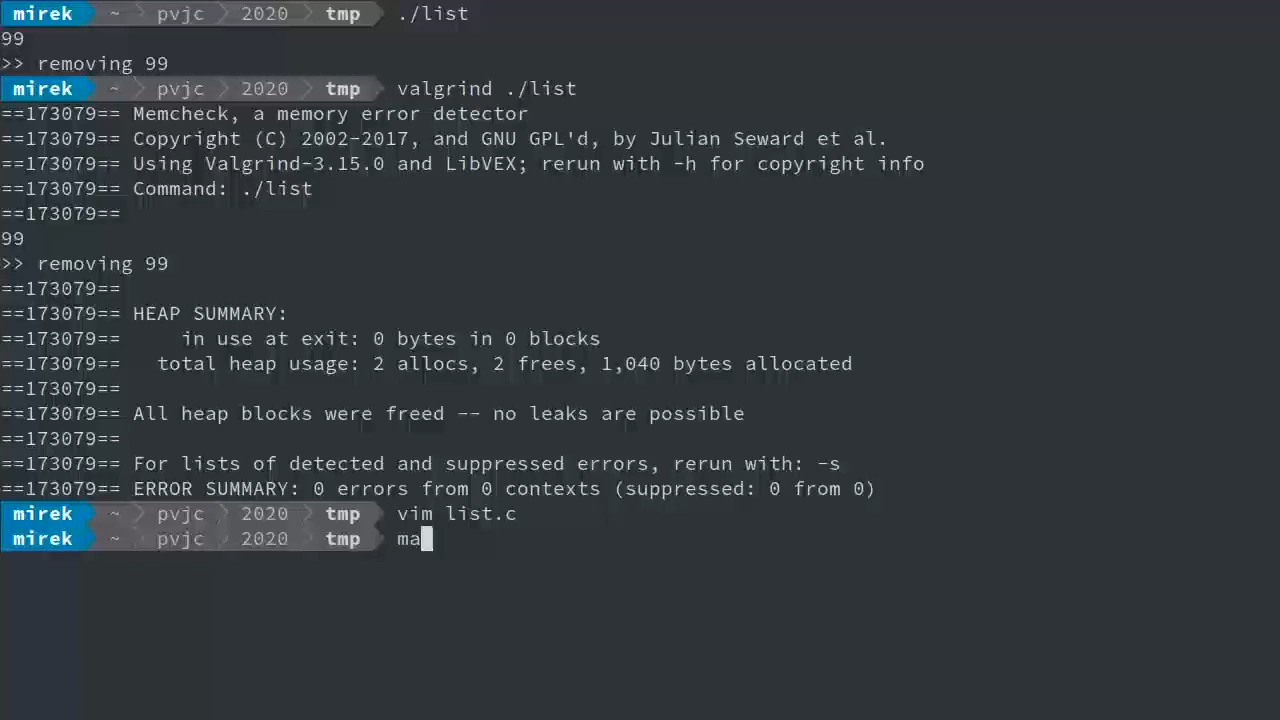 mirek ~ pvjc 2020 tmp ./list
99
>> removing 99
mirek ~ pvjc 2020 tmp valgrind ./list
==173079== Memcheck, a memory error detector
==173079== Copyright (C) 2002-2017, and GNU GPL'd, by Julian Seward et al.
==173079== Using Valgrind-3.15.0 and LibVEX; rerun with -h for copyright info
==173079== Command: ./list
==173079==
99
>> removing 99
==173079==
==173079== HEAP SUMMARY:
==173079==     in use at exit: 0 bytes in 0 blocks
==173079==   total heap usage: 2 allocs, 2 frees, 1,040 bytes allocated
==173079==
==173079== All heap blocks were freed -- no leaks are possible
==173079==
==173079== For lists of detected and suppressed errors, rerun with: -s
==173079== ERROR SUMMARY: 0 errors from 0 contexts (suppressed: 0 from 0)
mirek ~ pvjc 2020 tmp vim list.c
mirek ~ pvjc 2020 tmp ma